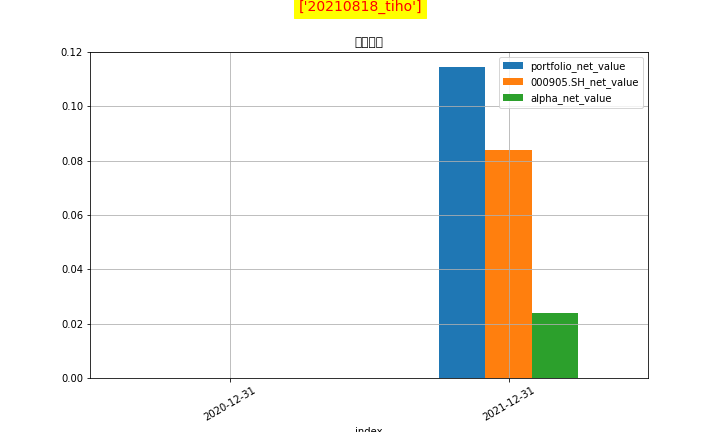 ['20210818_tiho']
0.12
0.10
0.08
0.06
0.04
0.02
0.00
portfolio_net_value
000905.SH_net_value
alpha_net_value
2020-12-31
2021-12-31
index